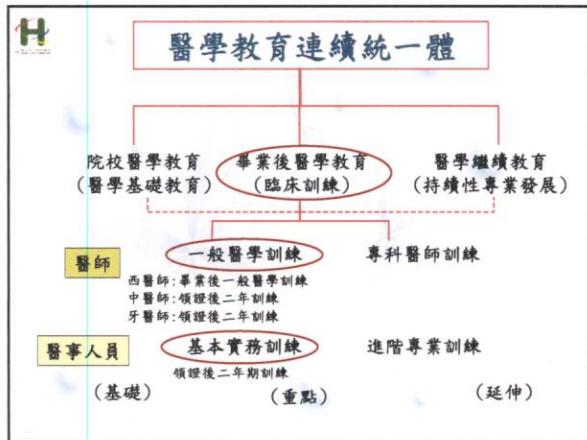 醫學教育連續統一體
院校醫學教育 畢業後醫學教育 醫學繼續教育
(醫學基礎教育) (臨床訓練) (持續性專業發展)
醫師 一般醫學訓練 專科醫師訓練
西醫師:畢業後一般醫學訓練
中醫師:領證後二年訓練
牙醫師:領證後二年訓練
醫事人員 基本實務訓練 進階專業訓練
領證後二年期訓練
(基礎) (重點) (延伸)